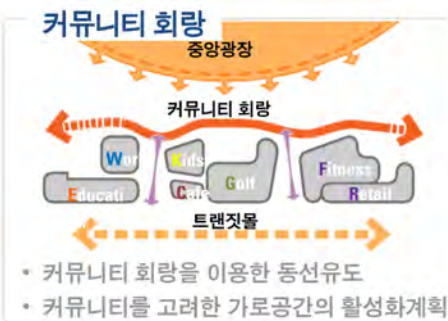 커뮤니티 회랑
중앙광장
커뮤니티 회랑
Wor Kids Fitness
Educati Cafe Golf Retail
트랜짓몰
• 커뮤니티 회랑을 이용한 동선유도
• 커뮤니티를 고려한 가로공간의 활성화계획